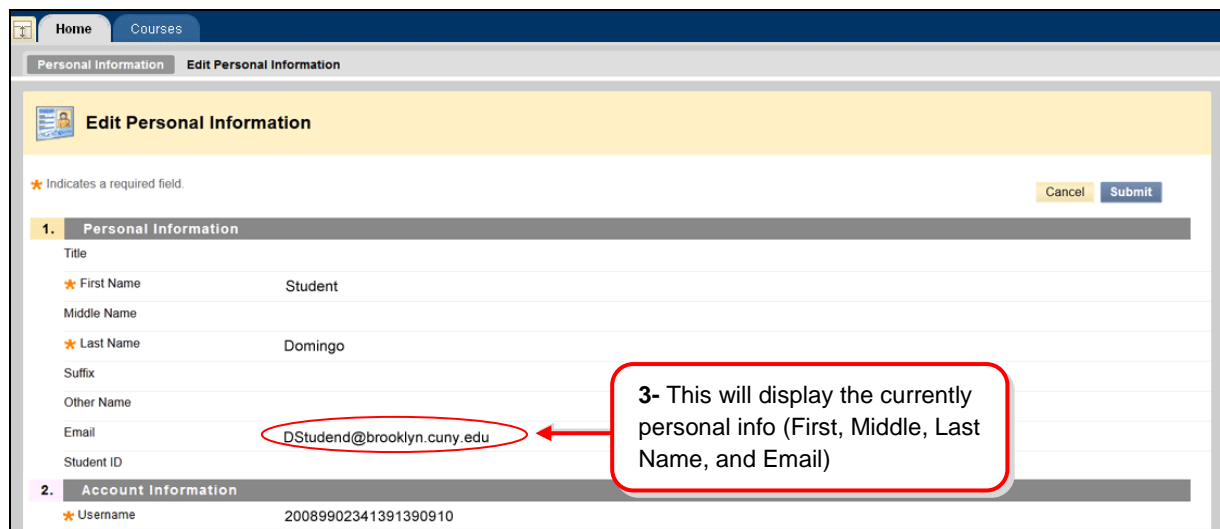 Home Courses
Personal Information Edit Personal Information
Edit Personal Information
Indicates a required field.
Cancel Submit
1. Personal Information
Title
First Name Student
Middle Name
Last Name Domingo
Suffix
Other Name
Email DStudend@brooklyn.cuny.edu
Student ID
3- This will display the currently
personal info (First, Middle, Last
Name, and Email)
2. Account Information
Username 20089902341391390910